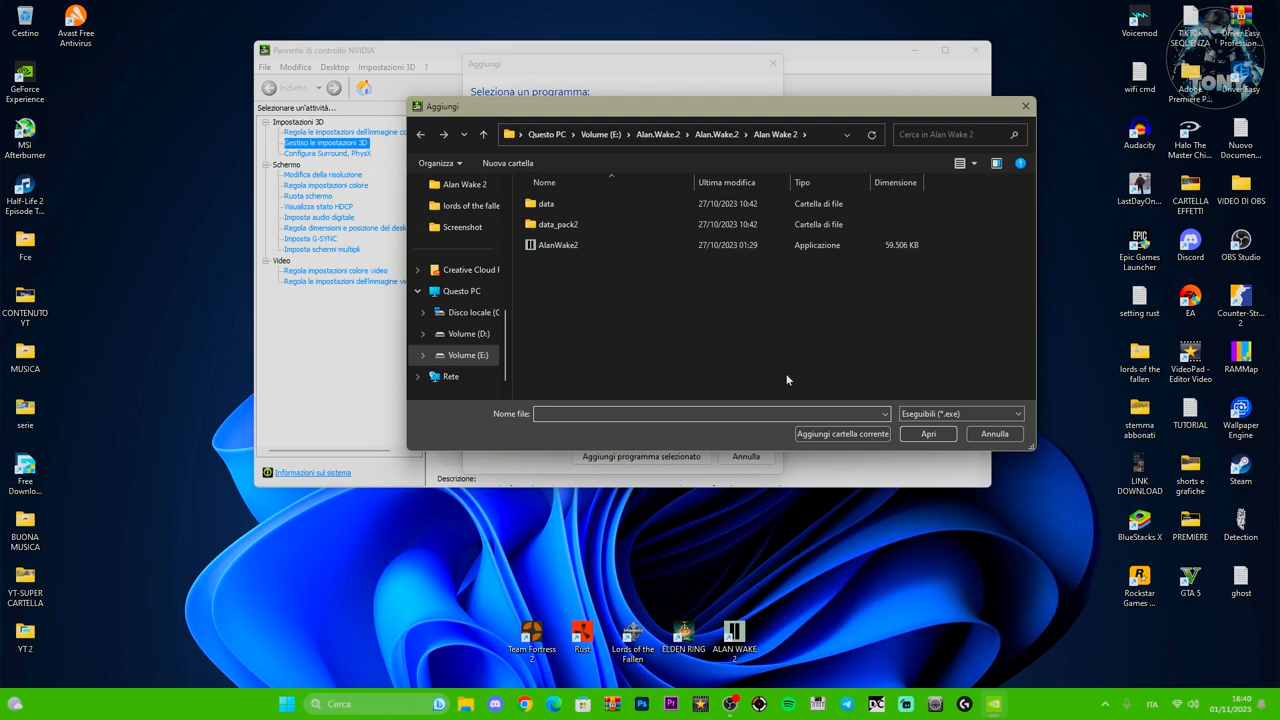 Cestino
Avast Free
Antivirus
GeForce
Experience
MSI
Afterburner
Half-Life 2
Episode T...
Fce
CONTENUTO
YT
MUSICA
serie
Free
Downlo...
BUONA
MUSICA
YT-SUPER
CARTELLA
YT 2
Pannello di controllo NVIDIA
File Modifica Desktop Impostazioni 3D ?
Indietro
Selezionare un'attività...
Impostazioni 3D
Regola le impostazioni dell'immagine co
Gestisci le impostazioni 3D
Configura Surround, PhysX
Schermo
Modifica della risoluzione
Regola impostazioni colore
Ruota schermo
Visualizza stato HDCP
Imposta audio digitale
Regola dimensioni e posizione del desk
Imposta G-SYNC
Imposta schermi multipli
Video
Regola impostazioni colore video
Regola le impostazioni dell'immagine vi
Informazioni sul sistema
Aggiungi
Seleziona un programma:
Aggiungi programma selezionato
Annulla
Descrizione:
Aggiungi
Questo PC > Volume (E:) > Alan.Wake.2 > Alan.Wake.2 > Alan Wake 2 >
Cerca in Alan Wake 2
Organizza Nuova cartella
Alan Wake 2
lords of the falle
Screenshot
Creative Cloud F
Questo PC
Disco locale (C
Volume (D:)
Volume (E:)
Rete
Nome Ultima modifica Tipo Dimensione
data 27/10/2023 10:42 Cartella di file
data_pack2 27/10/2023 10:42 Cartella di file
AlanWake2 27/10/2023 01:29 Applicazione 59.506 KB
Nome file:
Eseguibili (*.exe)
Aggiungi cartella corrente Apri Annulla
Voicemod
TIKTOK
SEQUENZA
DriverEasy
Profession...
wifi cmd
Adobe
Premiere P...
Driver Easy
Audacity
Halo The
Master Chi...
Nuovo
Documen...
LastDayOn...
CARTELLA
EFFETTI
VIDEO DI OBS
Epic Games
Launcher
Discord
OBS Studio
setting rust
EA
Counter-Str...
2
lords of the
fallen
VideoPad -
Editor Video
RAMMap
stemma
abbonati
TUTORIAL
Wallpaper
Engine
LINK
DOWNLOAD
shorts e
grafiche
Steam
BlueStacks X
PREMIERE
Detection
Rockstar
Games ...
GTA 5
ghost
Team Fortress
2
Rust
Lords of the
Fallen
ELDEN RING
ALAN WAKE
2
Cerca
ITA
16:40
01/11/2023